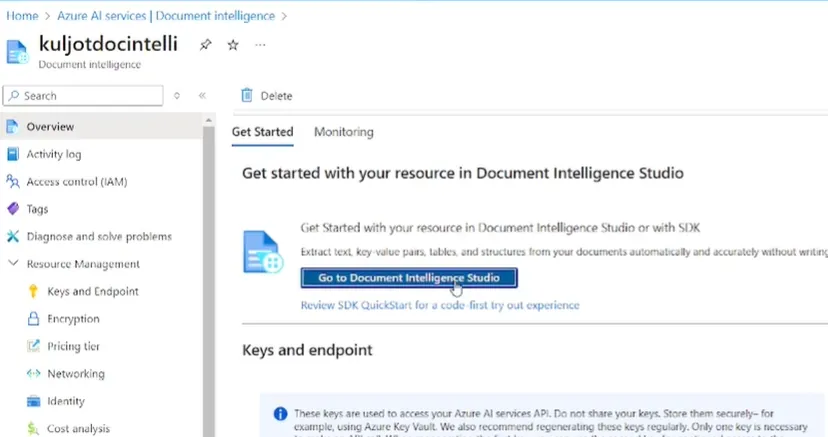 Home > Azure AI services | Document intelligence >
kuljotdocintelli
Document intelligence
Search
Delete
Overview
Activity log
Access control (IAM)
Tags
Diagnose and solve problems
Resource Management
Keys and Endpoint
Encryption
Pricing tier
Networking
Identity
Cost analysis
Get Started Monitoring
Get started with your resource in Document Intelligence Studio
Get Started with your resource in Document Intelligence Studio or with SDK
Extract text, key-value pairs, tables, and structures from your documents automatically and accurately without writing
Go to Document Intelligence Studio
Review SDK QuickStart for a code-first try out experience
Keys and endpoint
These keys are used to access your Azure AI services API. Do not share your keys. Store them securely– for
example, using Azure Key Vault. We also recommend regenerating these keys regularly. Only one key is necessary